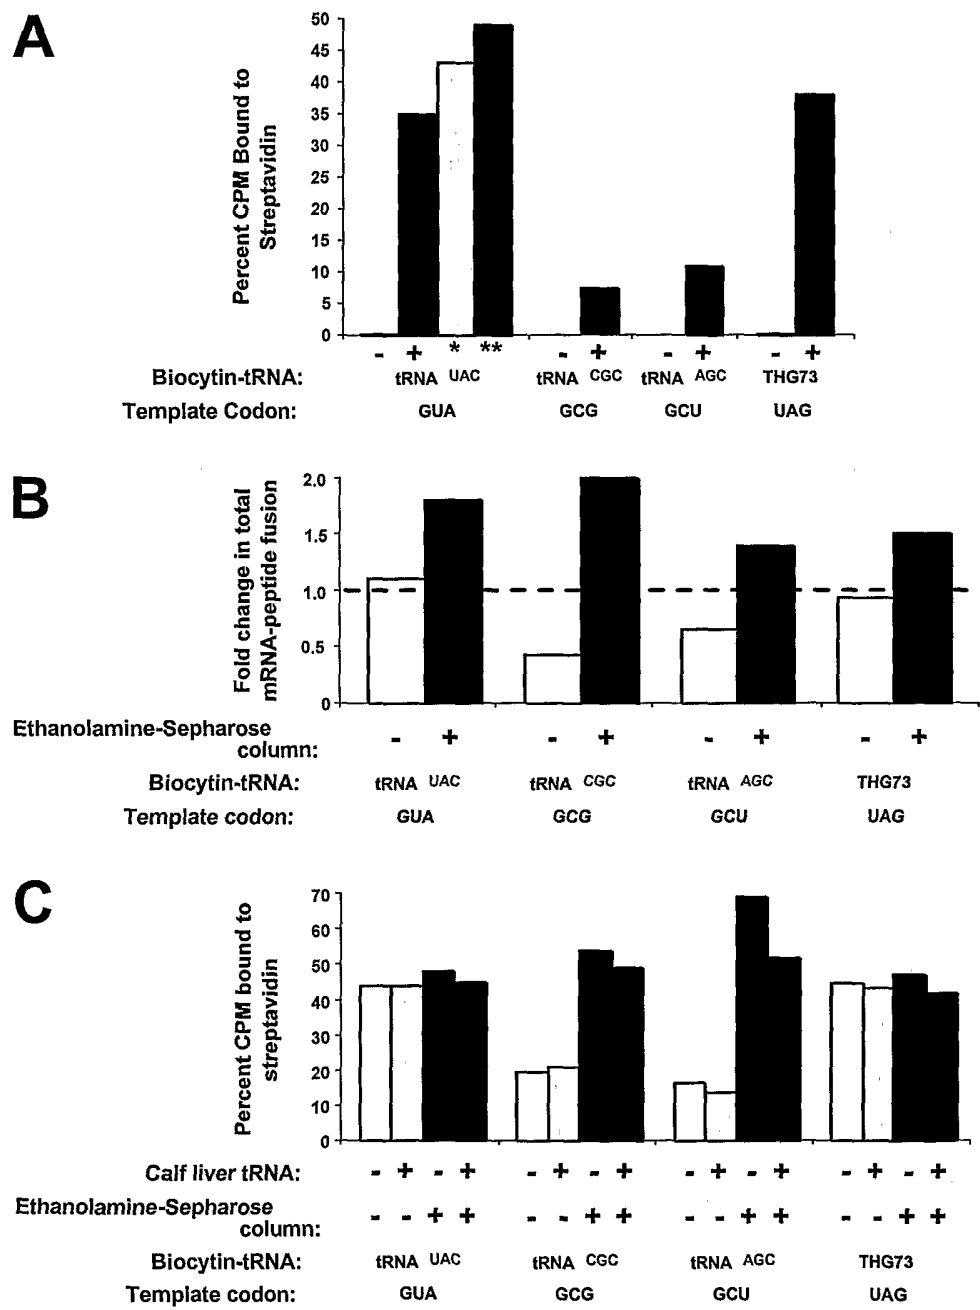 A
Percent CPM Bound to
Streptavidin
50
45
40
35
30
25
20
15
10
5
0
- + * ** - + - + - +
Biocytin-tRNA: tRNA UAC tRNA CGC tRNA AGC THG73
Template Codon: GUA GCG GCU UAG
B
Fold change in total
mRNA-peptide fusion
2.0
1.5
1.0
0.5
0
Ethanolamine-Sepharose
column: - + - + - + - +
Biocytin-tRNA: tRNA UAC tRNA CGC tRNA AGC THG73
Template codon: GUA GCG GCU UAG
C
Percent CPM bound to
streptavidin
70
60
50
40
30
20
10
0
Calf liver tRNA: - + - + - + - + - + - + - + - +
Ethanolamine-Sepharose
column: - - + + - - + + - - + + - - + +
Biocytin-tRNA: tRNA UAC tRNA CGC tRNA AGC THG73
Template codon: GUA GCG GCU UAG